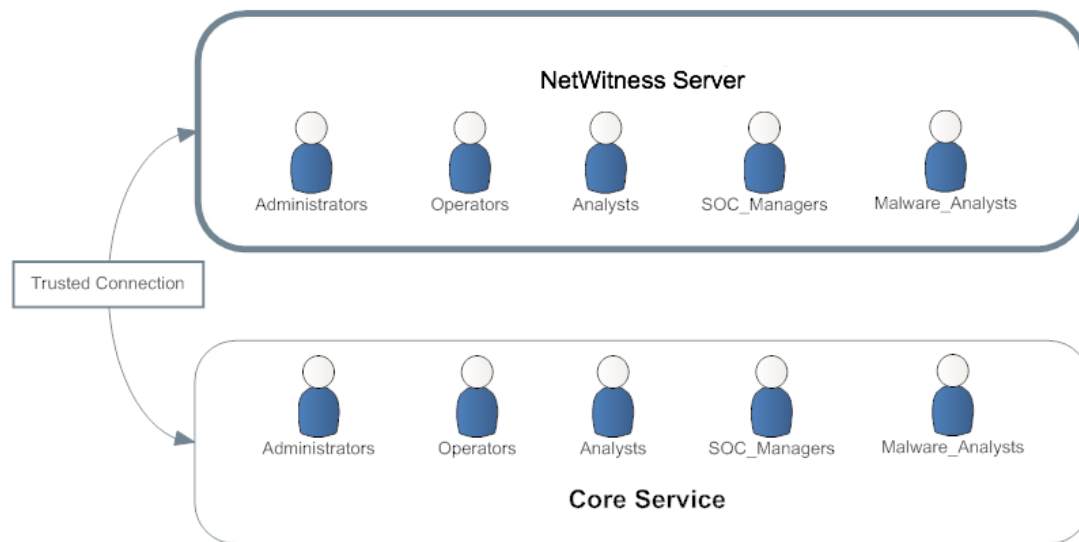 NetWitness Server
Administrators Operators Analysts SOC_Managers Malware_Analysts
Trusted Connection
Administrators Operators Analysts SOC_Managers Malware_Analysts
Core Service